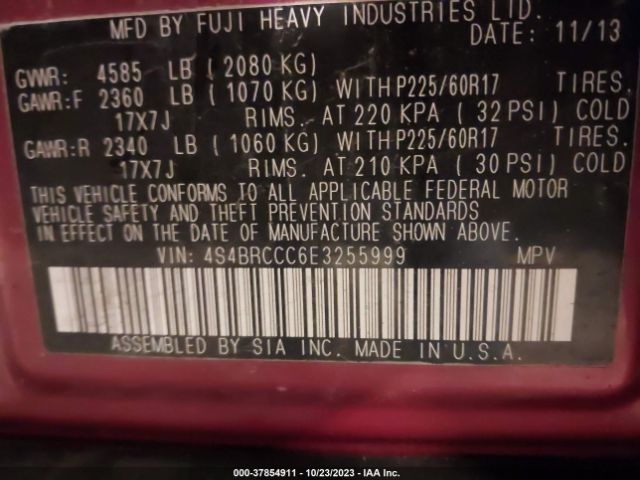 MFD BY FUJI HEAVY INDUSTRIES LTD.
DATE: 11/13
GVWR: 4585 LB ( 2080 KG)
GAWR:F 2360 LB ( 1070 KG) WITH P225/60R17 TIRES.
17X7J RIMS. AT 220 KPA ( 32 PSI) COLD
GAWR:R 2340 LB ( 1060 KG) WITH P225/60R17 TIRES.
17X7J RIMS. AT 210 KPA ( 30 PSI) COLD
THIS VEHICLE CONFORMS TO ALL APPLICABLE FEDERAL MOTOR
VEHICLE SAFETY AND THEFT PREVENTION STANDARDS
IN EFFECT ON THE DATE OF MANUFACTURE SHOWN ABOVE.
VIN: 4S4BRCCC6E3255999 MPV
ASSEMBLED BY SIA INC. MADE IN U.S.A.
000-37854911 - 10/23/2023 - IAA Inc.